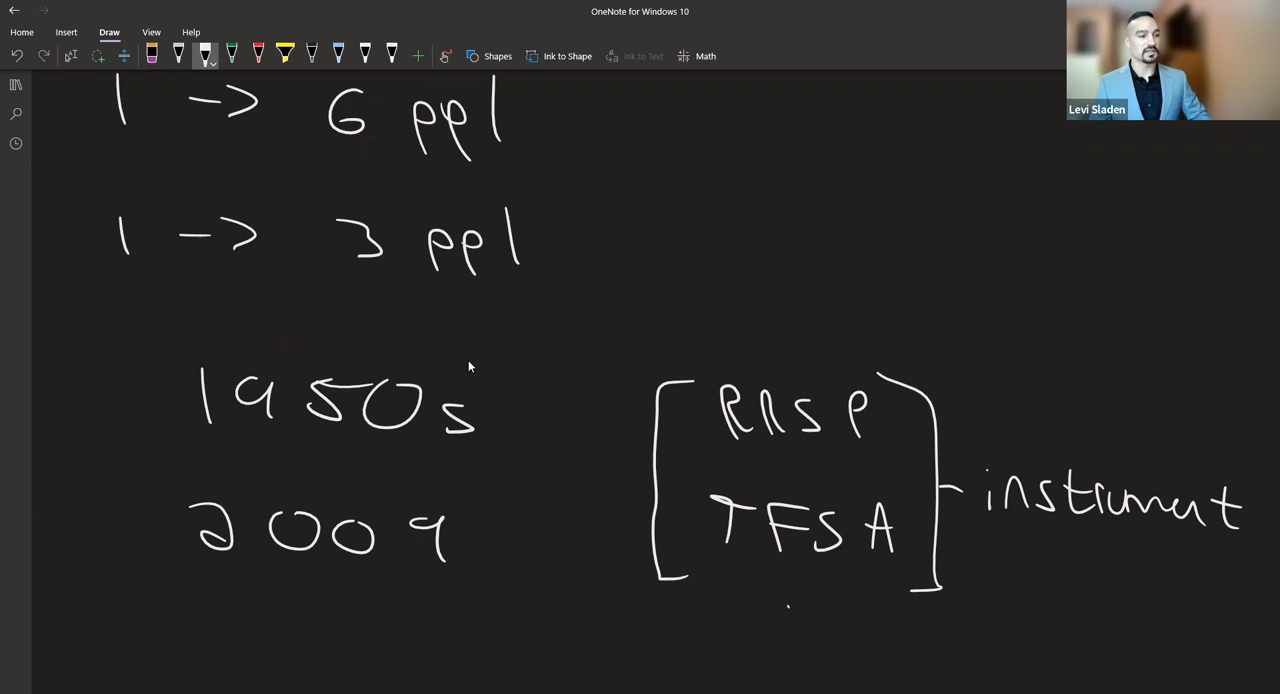 OneNote for Windows 10
Home Insert Draw View Help
Shapes Ink to Shape Ink to Text Math
Levi Sladen
1 -> 6 ppl
1 -> 3 ppl
1950s
RRSP
instrument
2009
TFSA